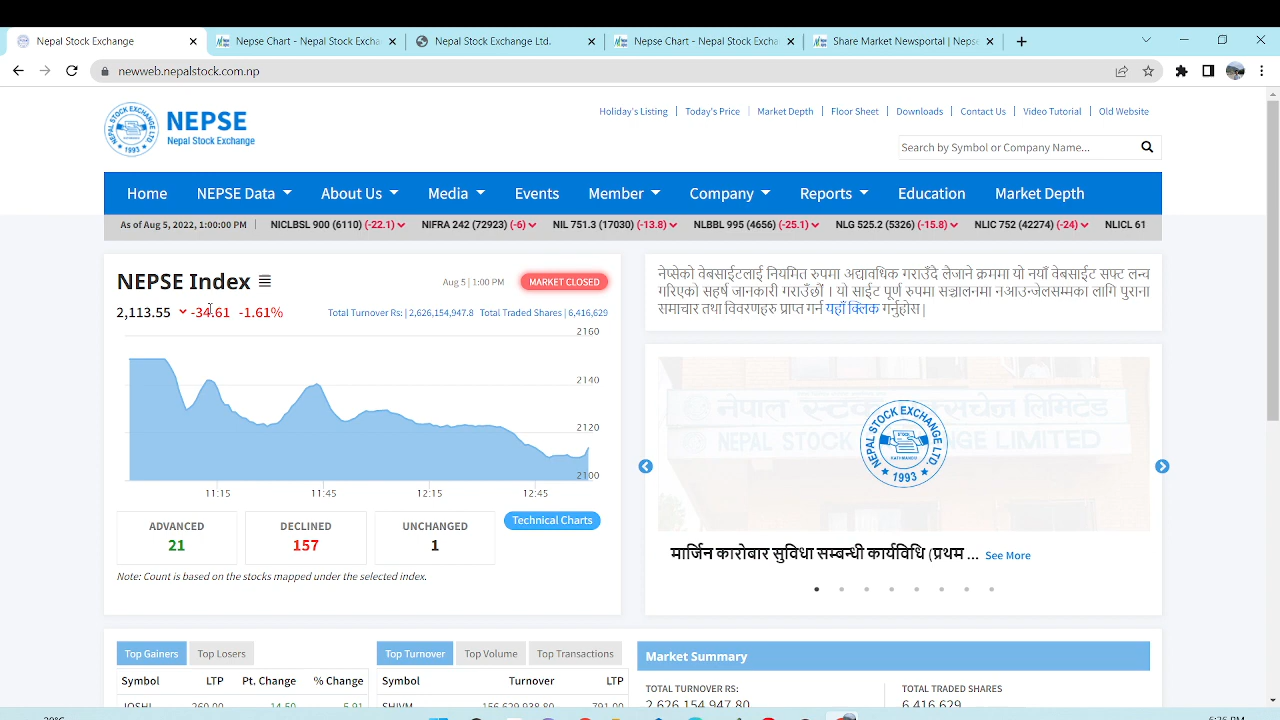 Nepal Stock Exchange
Nepse Chart - Nepal Stock Excha
Nepal Stock Exchange Ltd.
Nepse Chart - Nepal Stock Excha
Share Market Newsportal | Neps
newweb.nepalstock.com.np
NEPSE
Nepal Stock Exchange
NEPAL STOCK EXCHANGE LTD.
1993
Holiday's Listing | Today's Price | Market Depth | Floor Sheet | Downloads | Contact Us | Video Tutorial | Old Website
Search by Symbol or Company Name...
Home NEPSE Data About Us Media Events Member Company Reports Education Market Depth
As of Aug 5, 2022, 1:00:00 PM | NICLBSL 900 (6110) (-22.1) NIFRA 242 (72923) (-6) NIL 751.3 (17030) (-13.8) NLBBL 995 (4656) (-25.1) NLG 525.2 (5326) (-15.8) NLIC 752 (42274) (-24) NLICL 61
NEPSE Index
Aug 5 | 1:00 PM MARKET CLOSED
2,113.55 -34.61 -1.61%
Total Turnover Rs: | 2,626,154,947.8 Total Traded Shares | 6,416,629
2160
2140
2120
2100
11:15 11:45 12:15 12:45
ADVANCED
21
DECLINED
157
UNCHANGED
1
Technical Charts
Note: Count is based on the stocks mapped under the selected index.
नेप्सेको वेबसाईटलाई नियमित रुपमा अद्यावधिक गराउँदै लेजाने क्रममा यो नयाँ वेबसाईट सफ्ट लन्च
गरिएको सहर्ष जानकारी गराउँछौं । यो साईट पूर्ण रुपमा सञ्चालनमा नआउन्जेलसम्मका लागि पुराना
समाचार तथा विवरणहरु प्राप्त गर्न यहाँ क्लिक गर्नुहोस |
NEPAL STOCK EXCHANGE LTD.
KATHMANDU
1993
मार्जिन कारोबार सुविधा सम्बन्धी कार्यविधि (प्रथम ... See More
Top Gainers Top Losers
Symbol LTP Pt. Change % Change
Top Turnover Top Volume Top Transactions
Symbol Turnover LTP
Market Summary
TOTAL TURNOVER RS:
2,626,154,947.80
TOTAL TRADED SHARES
6,416,629